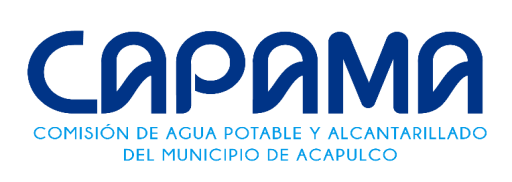 CAPAMA
COMISIÓN DE AGUA POTABLE Y ALCANTARILLADO
DEL MUNICIPIO DE ACAPULCO